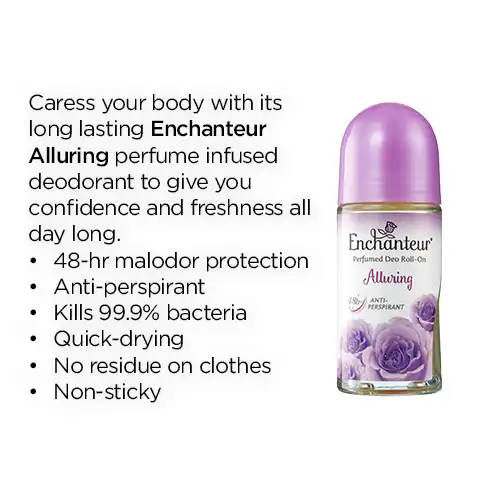 Caress your body with its
long lasting Enchanteur
Alluring perfume infused
deodorant to give you
confidence and freshness all
day long.
• 48-hr malodor protection
• Anti-perspirant
• Kills 99.9% bacteria
• Quick-drying
• No residue on clothes
• Non-sticky
Enchanteur®
Perfumed Deo Roll-On
Alluring
48hr
ANTI-
PERSPIRANT